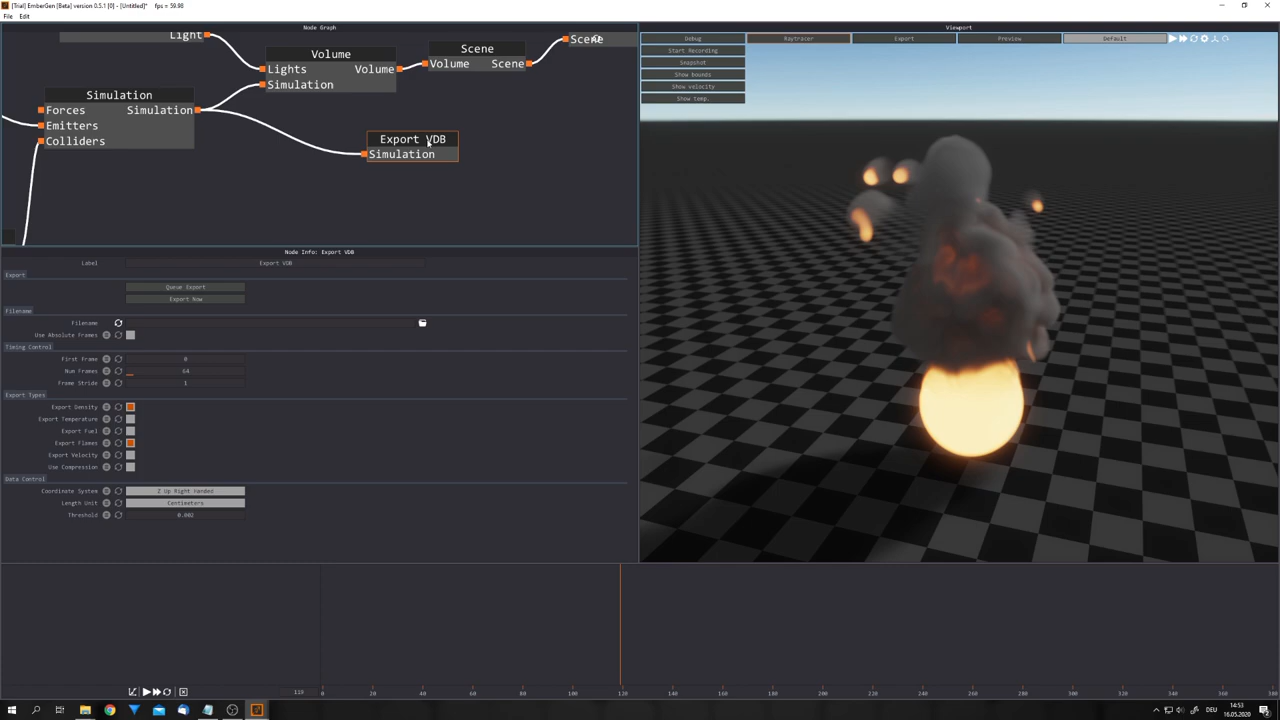 [Trial] EmberGen [Beta] version 0.5.1 [Untitled]* fps = 59.98
File Edit
Node Graph
Viewport
Light
Volume
Lights Volume
Simulation
Scene
Volume Scene
Scene
Simulation
Forces Simulation
Emitters
Colliders
Export VDB
Simulation
Debug Raytracer Export Preview Default
Start Recording
Snapshot
Show bounds
Show velocity
Show temp.
Node Info: Export VDB
Label Export VDB
Export
Queue Export
Export Now
Filename
Filename
Use Absolute Frames
Timing Control
First Frame 0
Num Frames 64
Frame Stride 1
Export Types
Export Density
Export Temperature
Export Fuel
Export Flames
Export Velocity
Use Compression
Data Control
Coordinate System Z Up Right Handed
Length Unit Centimeters
Threshold 0.002
119 0 20 40 60 80 100 120 140 160 180 200 220 240 260 280 300 320 340 360 380
DEU
14:53
16.05.2020